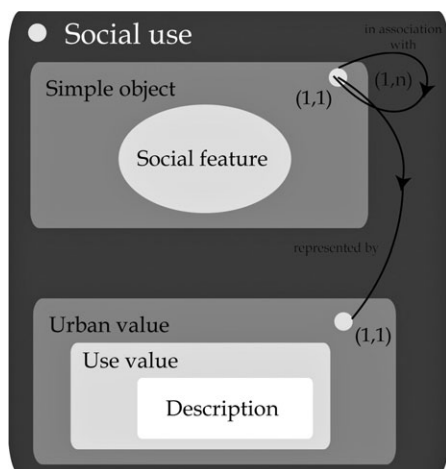 Social use
in association
with
Simple object
(1,1)
(1,n)
Social feature
represented by
Urban value
(1,1)
Use value
Description